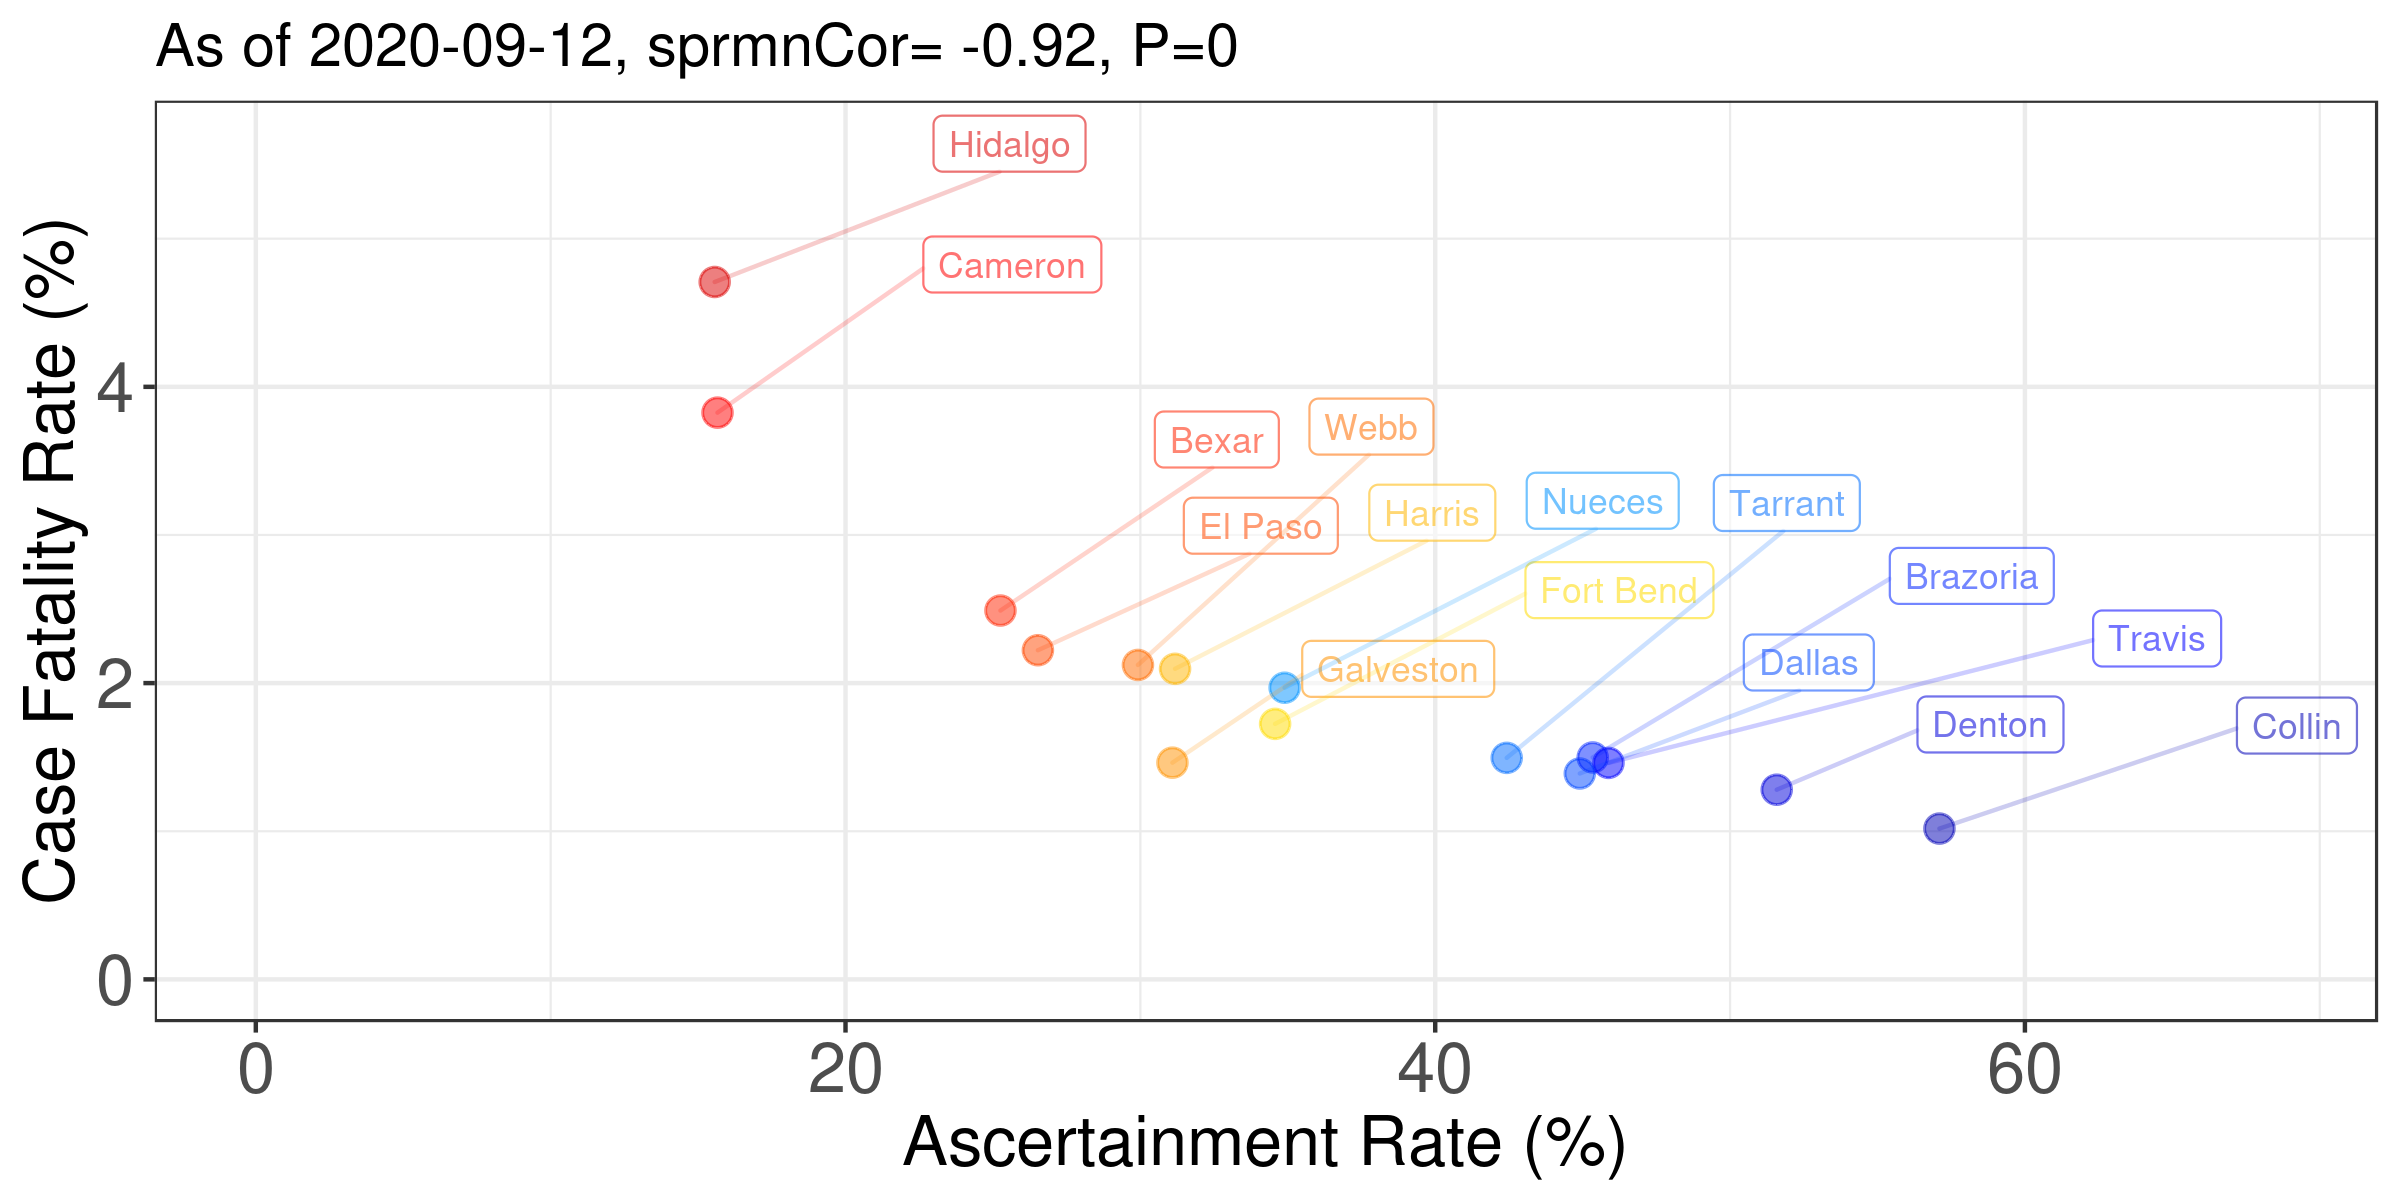 As of 2020-09-12, sprmnCor= -0.92, P=0
Hidalgo
Cameron
Webb
Bexar
Harris
Nueces
Tarrant
El Paso
Brazoria
Fort Bend
Travis
Dallas
Galveston
Denton
Collin
Case Fatality Rate (%)
4
2
0
0 20 40 60
Ascertainment Rate (%)